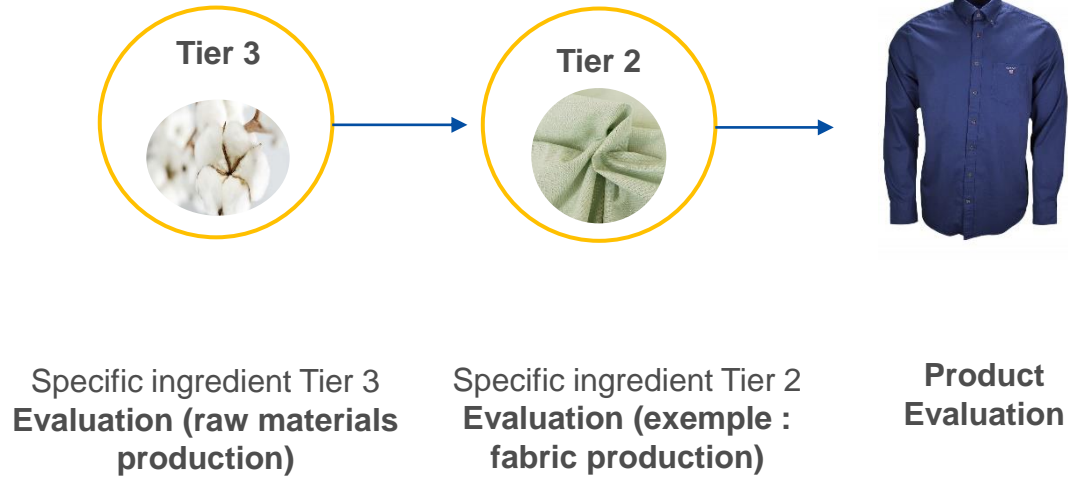 Tier 3
Tier 2
Specific ingredient Tier 3
Evaluation (raw materials
production)
Specific ingredient Tier 2
Evaluation (exemple :
fabric production)
Product
Evaluation